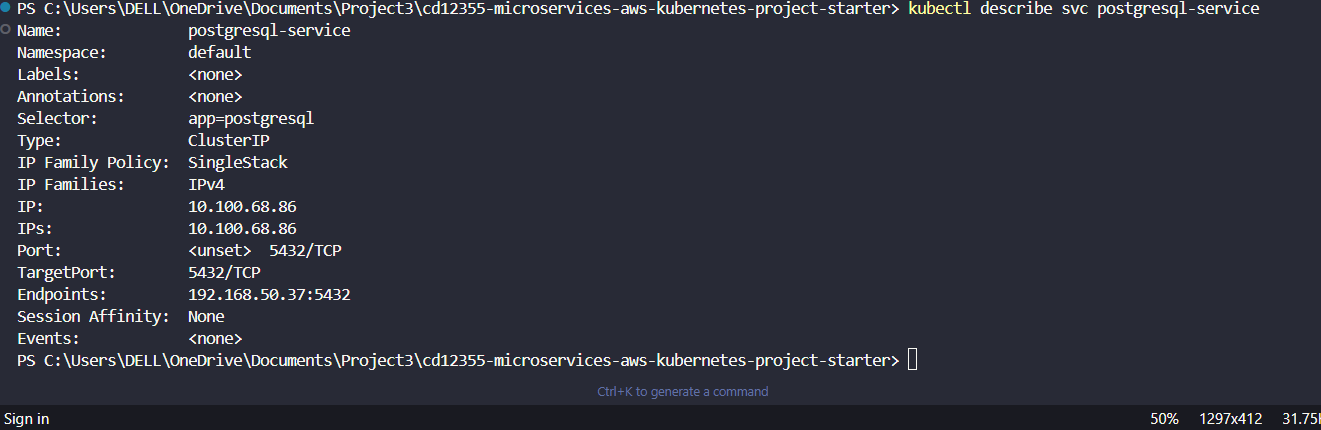 PS C:\Users\DELL\OneDrive\Documents\Project3\cd12355-microservices-aws-kubernetes-project-starter> kubectl describe svc postgresql-service
Name:              postgresql-service
Namespace:         default
Labels:            <none>
Annotations:       <none>
Selector:          app=postgresql
Type:              ClusterIP
IP Family Policy:  SingleStack
IP Families:       IPv4
IP:                10.100.68.86
IPs:               10.100.68.86
Port:              <unset>  5432/TCP
TargetPort:        5432/TCP
Endpoints:         192.168.50.37:5432
Session Affinity:  None
Events:            <none>
PS C:\Users\DELL\OneDrive\Documents\Project3\cd12355-microservices-aws-kubernetes-project-starter>
Ctrl+K to generate a command
Sign in 50% 1297x412 31.75